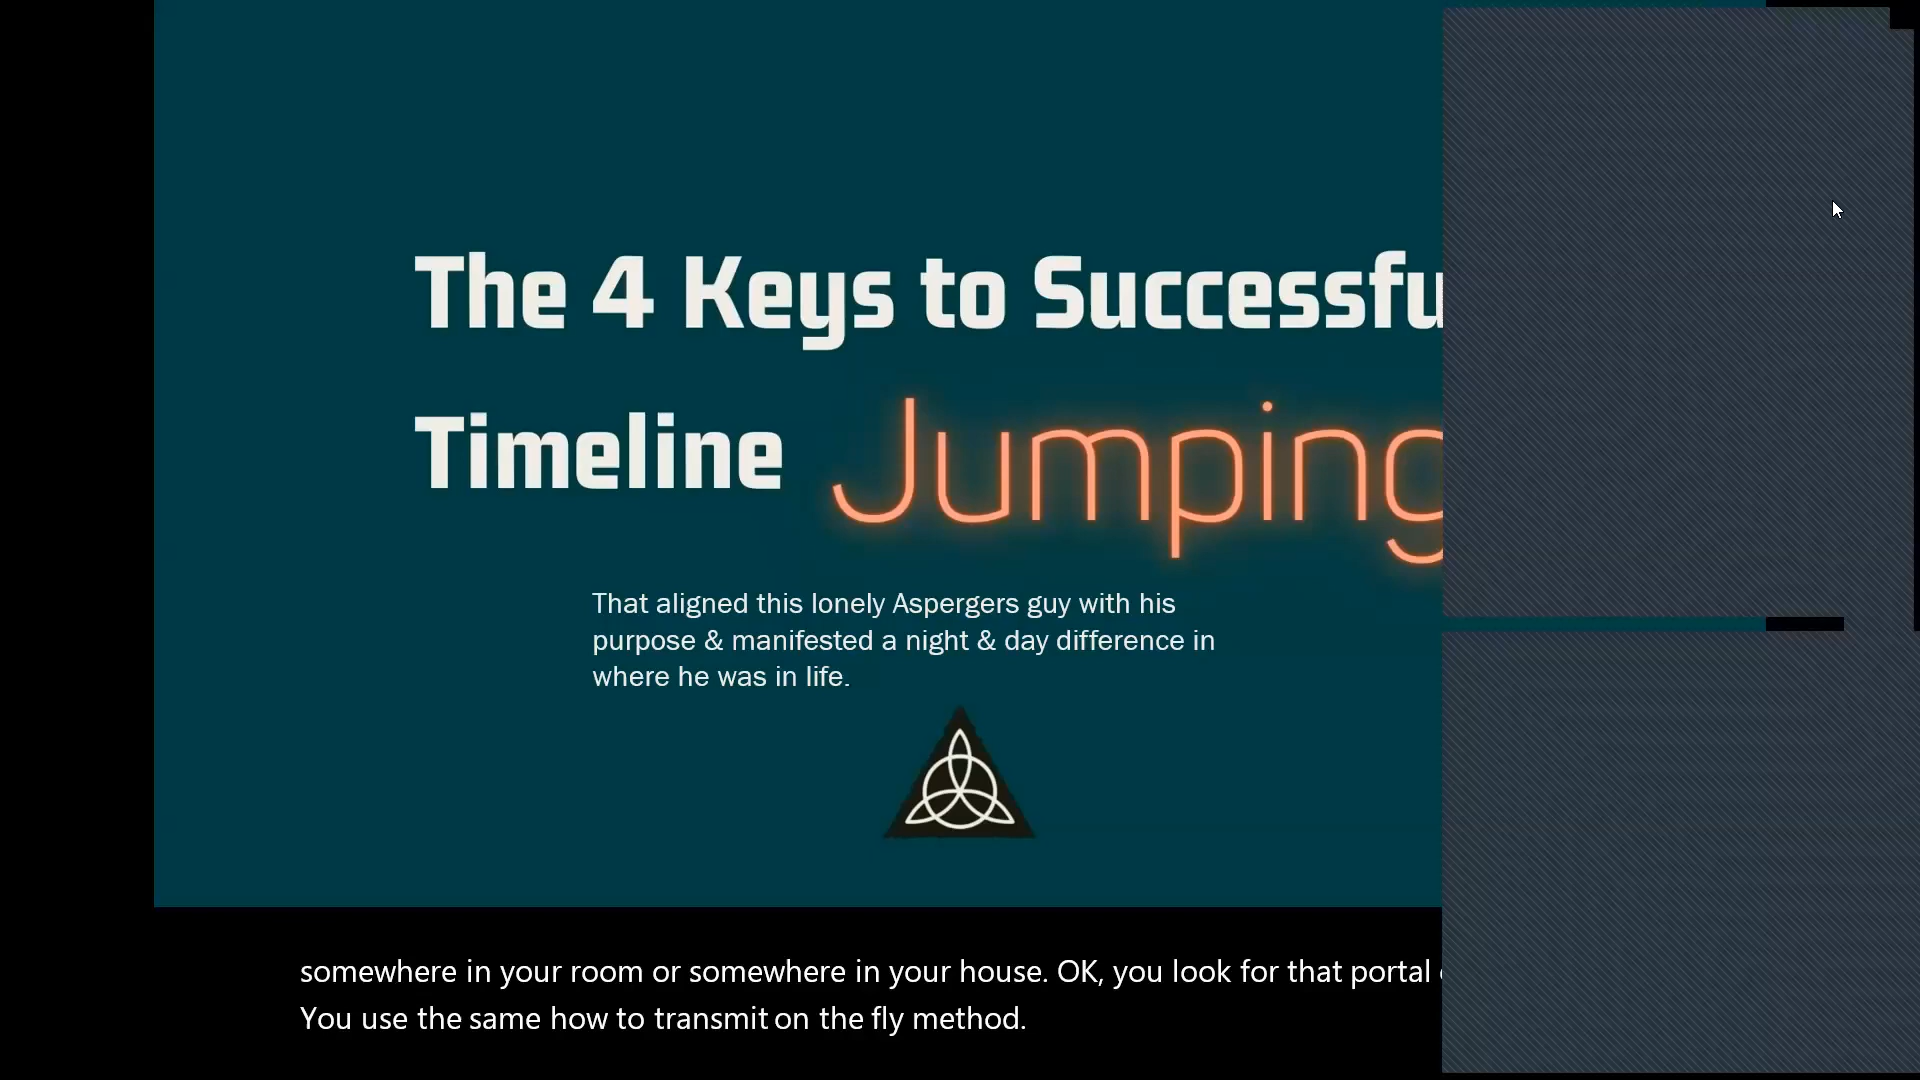 The 4 Keys to Successfu
Timeline Jumping
That aligned this lonely Aspergers guy with his
purpose & manifested a night & day difference in
where he was in life.
somewhere in your room or somewhere in your house. OK, you look for that portal
You use the same how to transmit on the fly method.